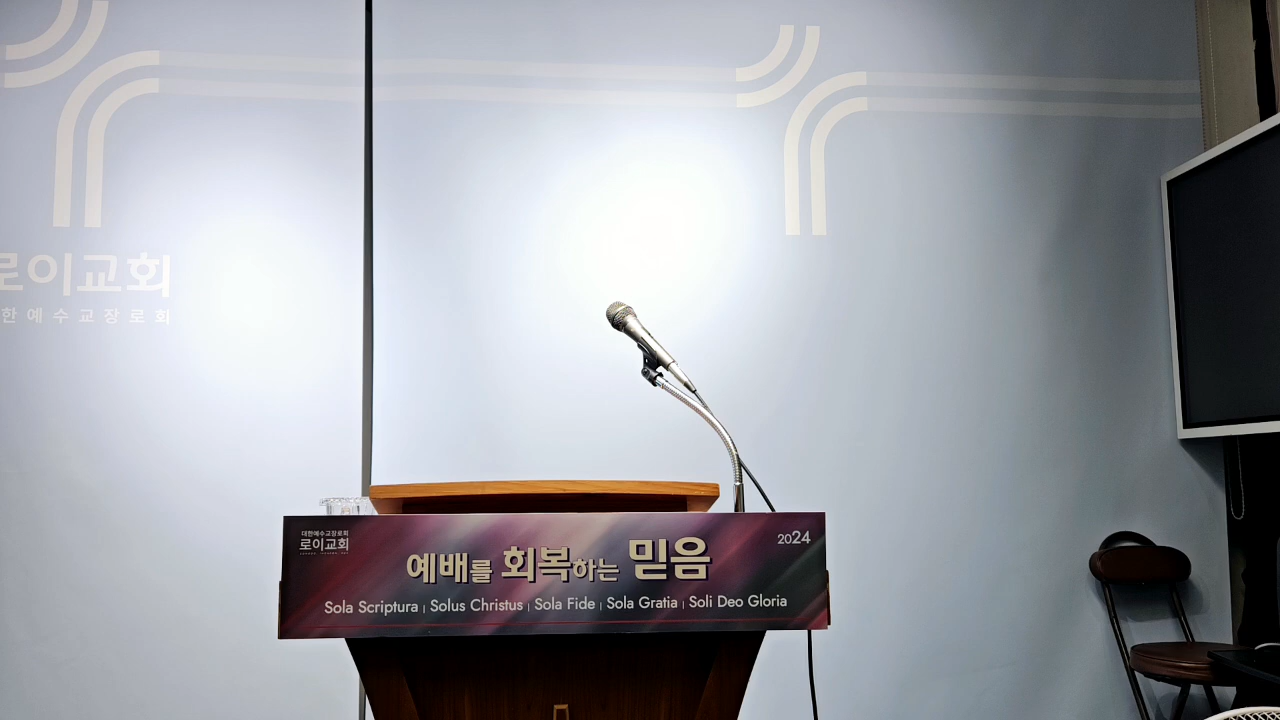 로이교회
한예수교장로회
대한예수교장로회
로이교회
2024
예배를 회복하는 믿음
Sola Scriptura | Solus Christus | Sola Fide | Sola Gratia | Soli Deo Gloria